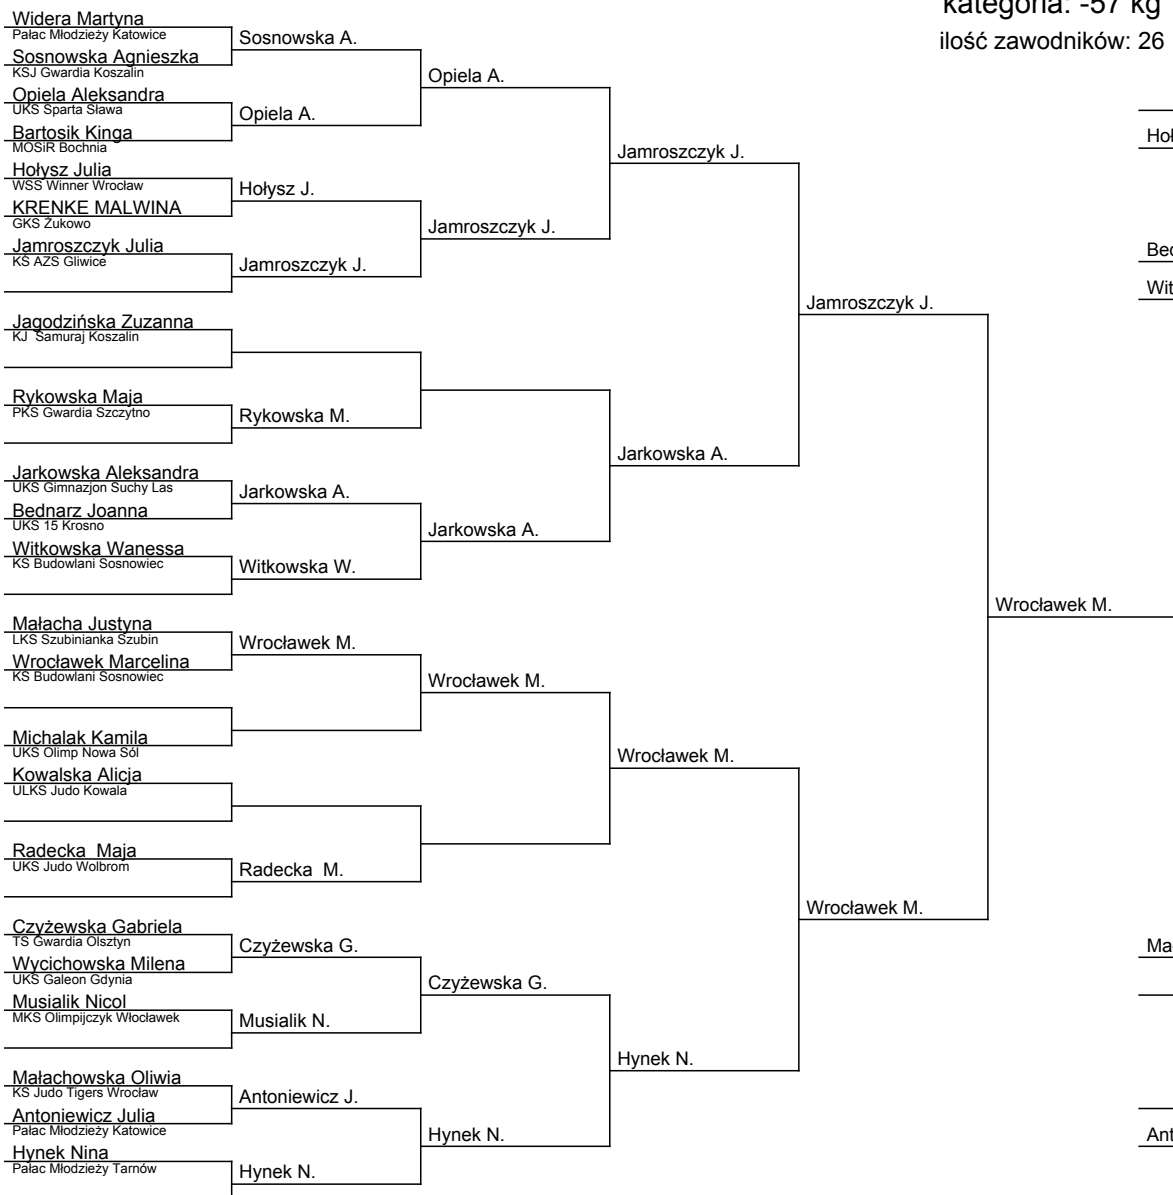 kategoria: -57 kg
ilość zawodników: 26
Widera Martyna
Pałac Młodzieży Katowice
Sosnowska Agnieszka
KSJ Gwardia Koszalin
Opiela Aleksandra
UKS Sparta Sława
Bartosik Kinga
MOSiR Bochnia
Hołysz Julia
WSS Winner Wrocław
KRENKE MALWINA
GKS Żukowo
Jamroszczyk Julia
KŚ AZS Gliwice
Jagodzińska Zuzanna
KJ Samuraj Koszalin
Rykowska Maja
PKS Gwardia Szczytno
Jarkowska Aleksandra
UKS Gimnazjon Suchy Las
Bednarz Joanna
UKS 15 Krosno
Witkowska Wanessa
KS Budowlani Sosnowiec
Małacha Justyna
LKS Szubinianka Szubin
Wrocławek Marcelina
KS Budowlani Sosnowiec
Michalak Kamila
UKS Olimp Nowa Sól
Kowalska Alicja
ULKS Judo Kowala
Radecka Maja
UKS Judo Wolbrom
Czyżewska Gabriela
TS Gwardia Olsztyn
Wycichowska Milena
UKS Galeon Gdynia
Musialik Nicol
MKS Olimpijczyk Włocławek
Małachowska Oliwia
KS Judo Tigers Wrocław
Antoniewicz Julia
Pałac Młodzieży Katowice
Hynek Nina
Pałac Młodzieży Tarnów
Sosnowska A.
Opiela A.
Hołysz J.
Jamroszczyk J.
Rykowska M.
Jarkowska A.
Witkowska W.
Wrocławek M.
Radecka M.
Czyżewska G.
Musialik N.
Antoniewicz J.
Hynek N.
Opiela A.
Jamroszczyk J.
Jarkowska A.
Wrocławek M.
Czyżewska G.
Hynek N.
Jamroszczyk J.
Jarkowska A.
Wrocławek M.
Hynek N.
Jamroszczyk J.
Wrocławek M.
Wrocławek M.